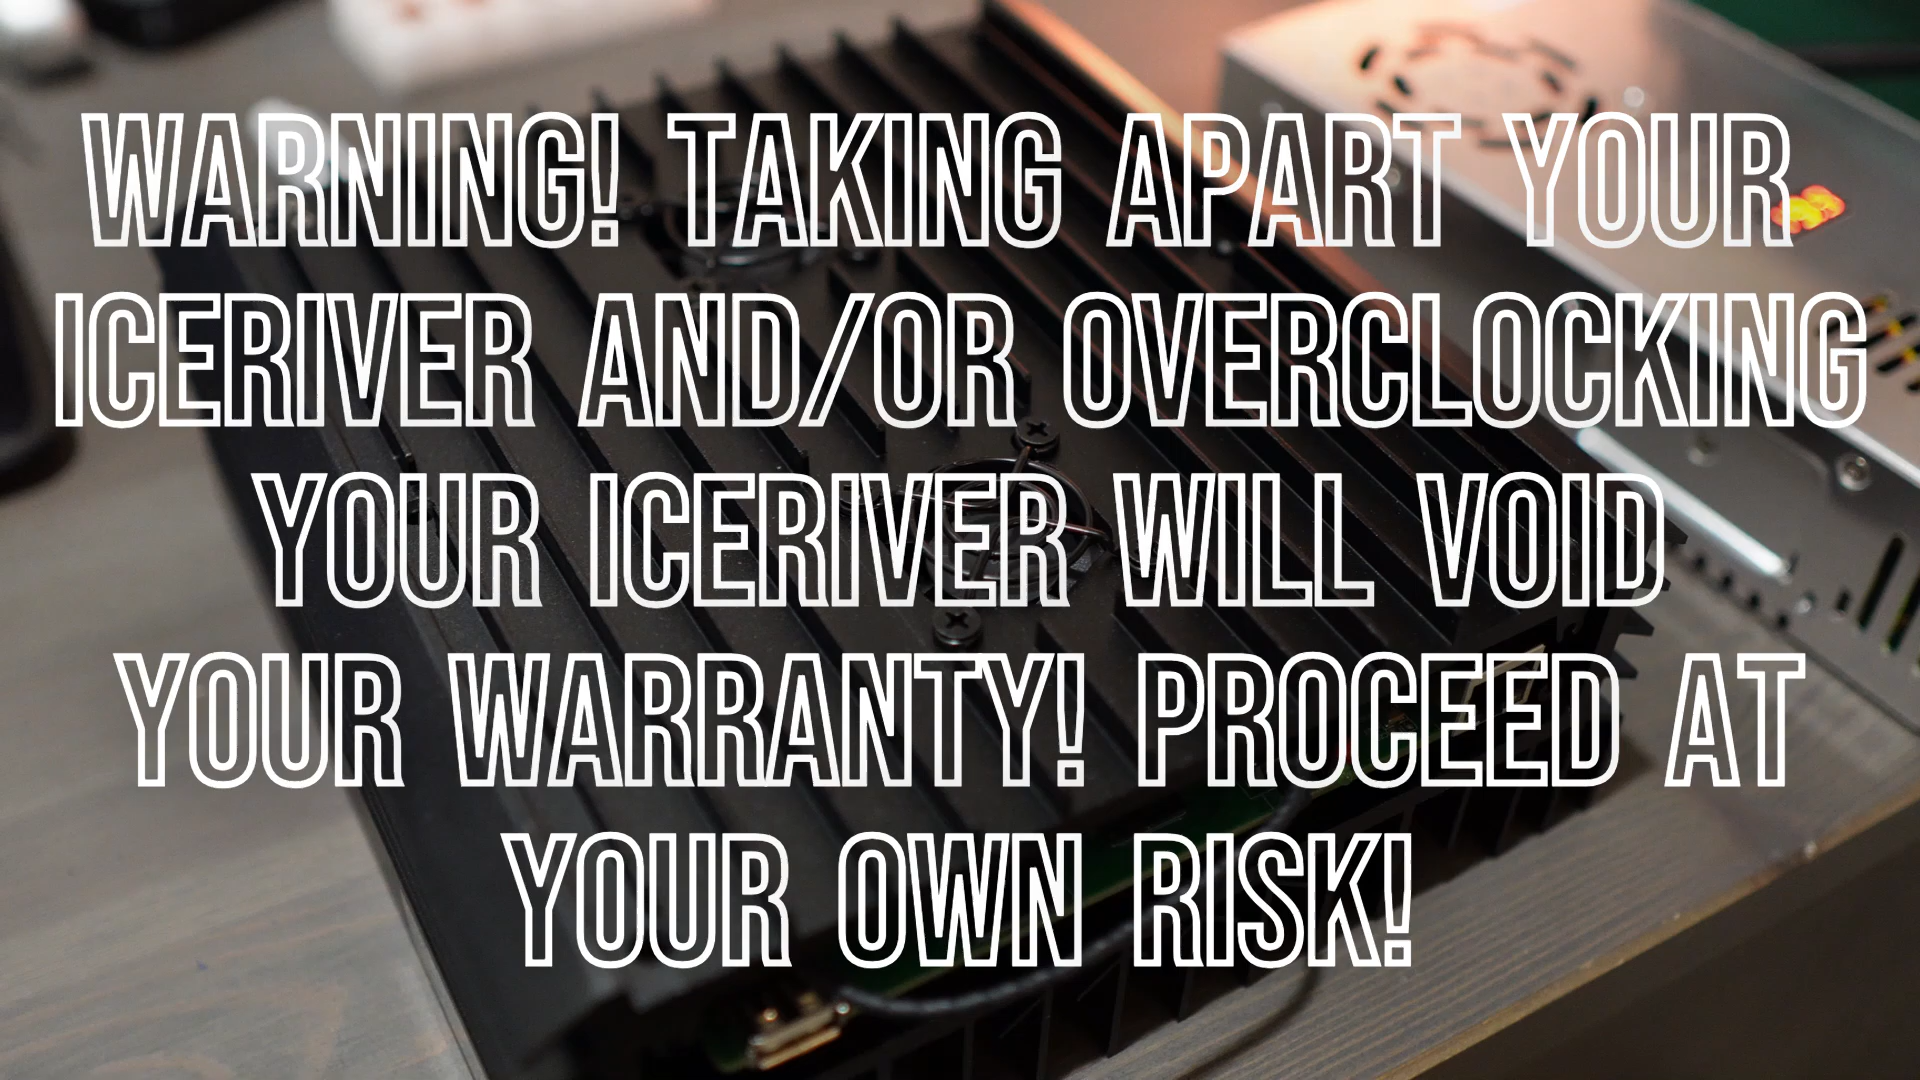 WARNING! TAKING APART YOUR
ICERIVER AND/OR OVERCLOCKING
YOUR ICERIVER WILL VOID
YOUR WARRANTY! PROCEED AT
YOUR OWN RISK!